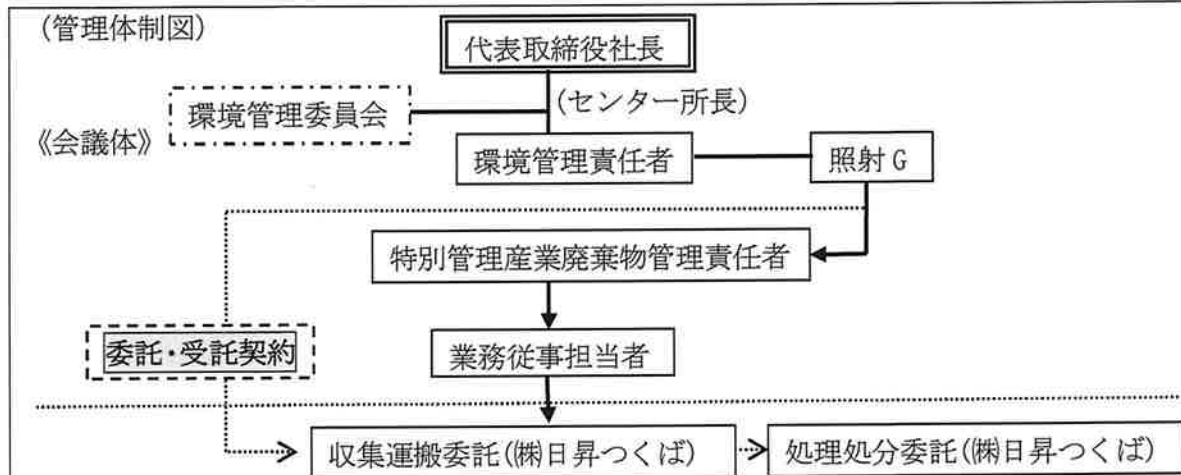 (管理体制図)
代表取締役社長
環境管理委員会
(センター所長)
《会議体》
環境管理責任者
照射G
特別管理産業廃棄物管理責任者
委託・受託契約
業務従事担当者
収集運搬委託(㈱日昇つくば)
処理処分委託(㈱日昇つくば)